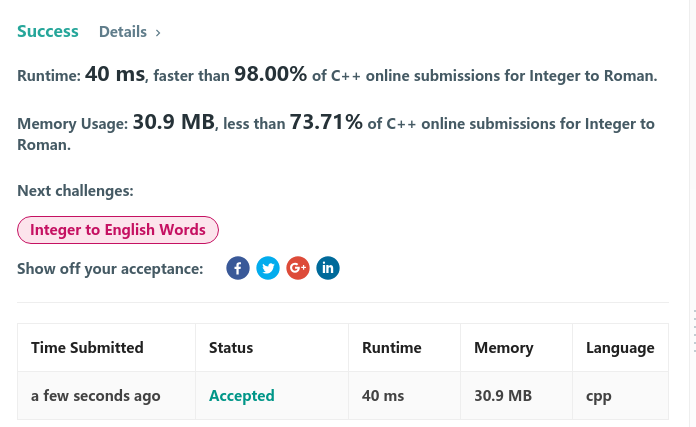 Success Details ›
Runtime: 40 ms, faster than 98.00% of C++ online submissions for Integer to Roman.
Memory Usage: 30.9 MB, less than 73.71% of C++ online submissions for Integer to
Roman.
Next challenges:
Integer to English Words
Show off your acceptance: f G+ in
Time Submitted Status Runtime Memory Language
a few seconds ago Accepted 40 ms 30.9 MB cpp